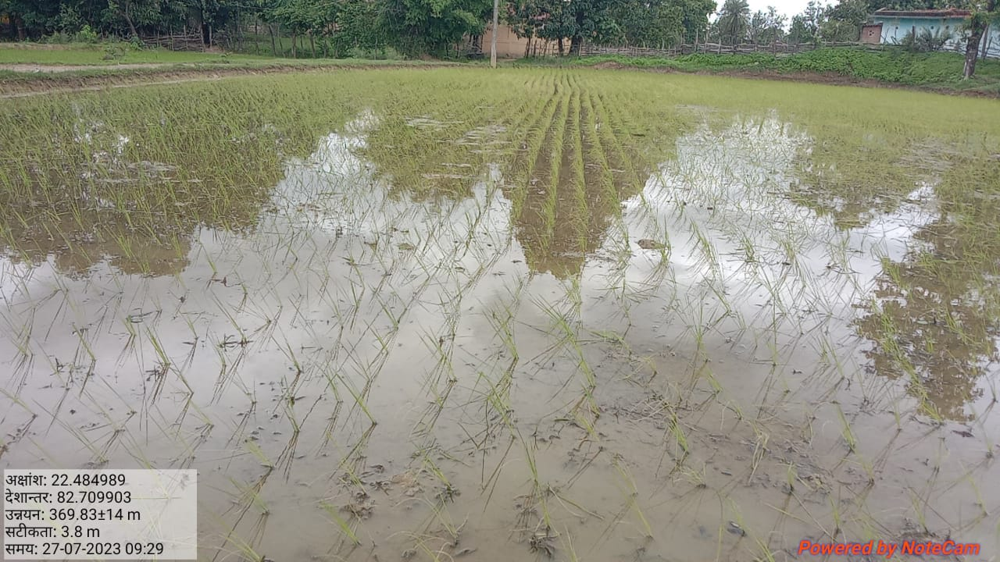 अक्षांश: 22.484989
देशान्तर: 82.709903
उन्नयन: 369.83±14 m
सटीकता: 3.8 m
समय: 27-07-2023 09:29
Powered by NoteCam